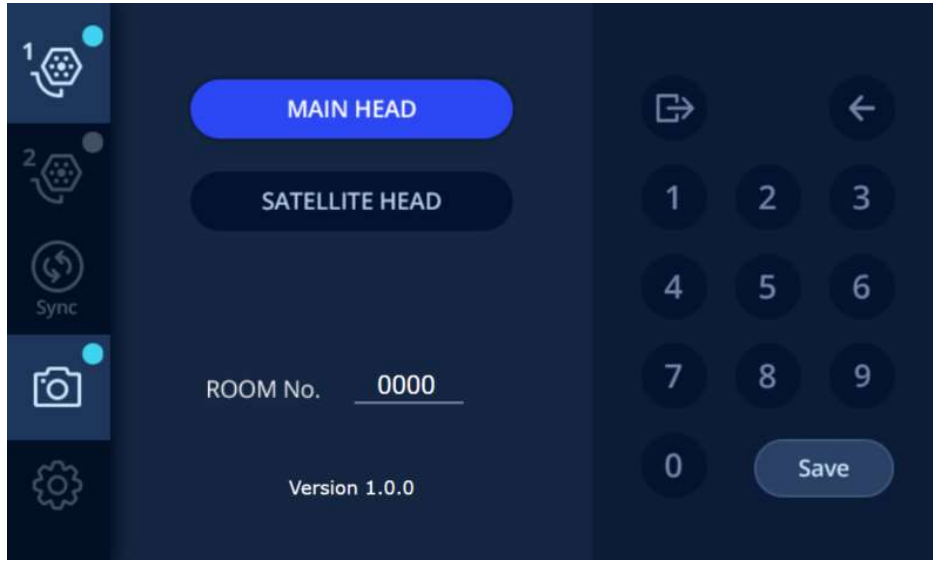 1
2
Sync
MAIN HEAD
SATELLITE HEAD
ROOM No. 0000
Version 1.0.0
1 2 3
4 5 6
7 8 9
0 Save